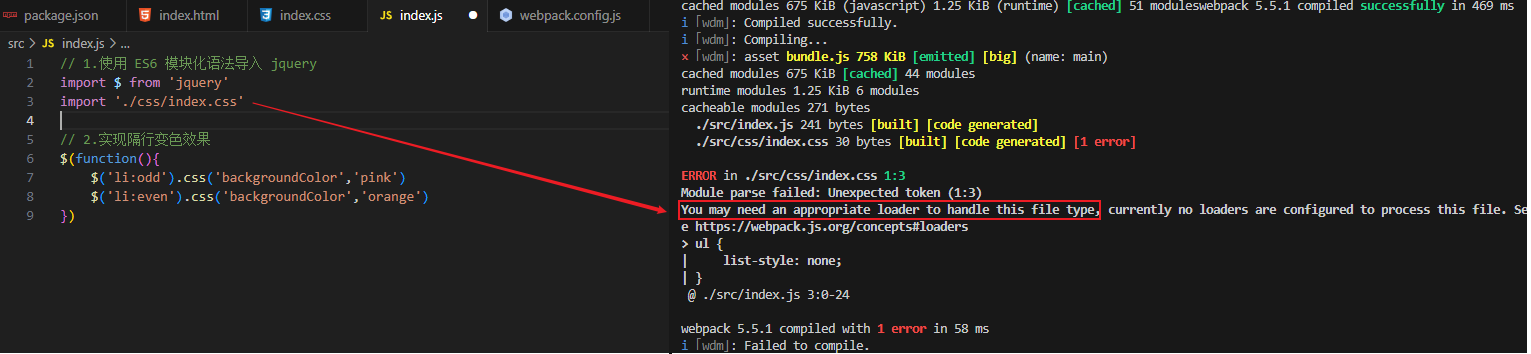 package.json
index.html
index.css
JS index.js
webpack.config.js
src > JS index.js > ...
1 // 1.使用 ES6 模块化语法导入 jquery
2 import $ from 'jquery'
3 import './css/index.css'
4
5 // 2.实现隔行变色效果
6 $(function(){
7 $('li:odd').css('backgroundColor','pink')
8 $('li:even').css('backgroundColor','orange')
9 })
cached modules 675 KiB (javascript) 1.25 KiB (runtime) [cached] 51 moduleswebpack 5.5.1 compiled successfully in 469 ms
i ｢wdm｣: Compiled successfully.
i ｢wdm｣: Compiling...
× ｢wdm｣: asset bundle.js 758 KiB [emitted] [big] (name: main)
cached modules 675 KiB [cached] 44 modules
runtime modules 1.25 KiB 6 modules
cacheable modules 271 bytes
./src/index.js 241 bytes [built] [code generated]
./src/css/index.css 30 bytes [built] [code generated] [1 error]
ERROR in ./src/css/index.css 1:3
Module parse failed: Unexpected token (1:3)
You may need an appropriate loader to handle this file type, currently no loaders are configured to process this file. Se
e https://webpack.js.org/concepts#loaders
> ul {
| list-style: none;
| }
@ ./src/index.js 3:0-24
webpack 5.5.1 compiled with 1 error in 58 ms
i ｢wdm｣: Failed to compile.